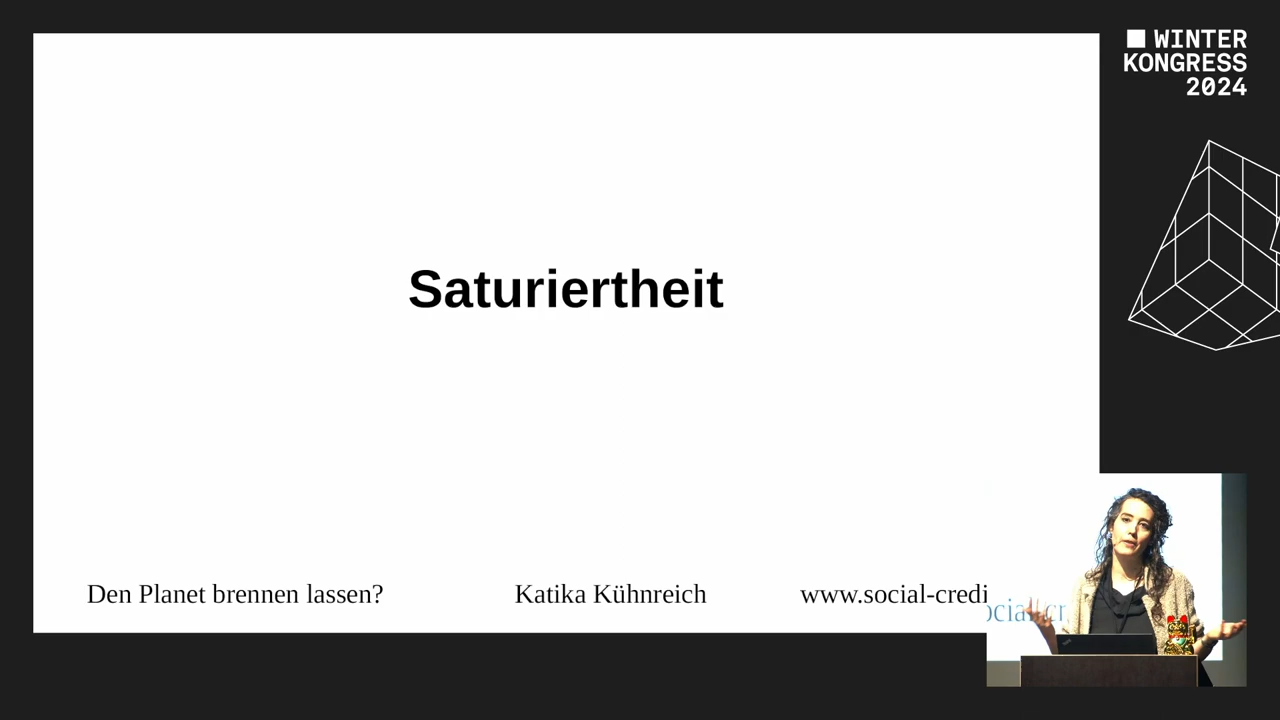 WINTER
KONGRESS
2024
Saturiertheit
Den Planet brennen lassen?
Katika Kühnreich
www.social-credi